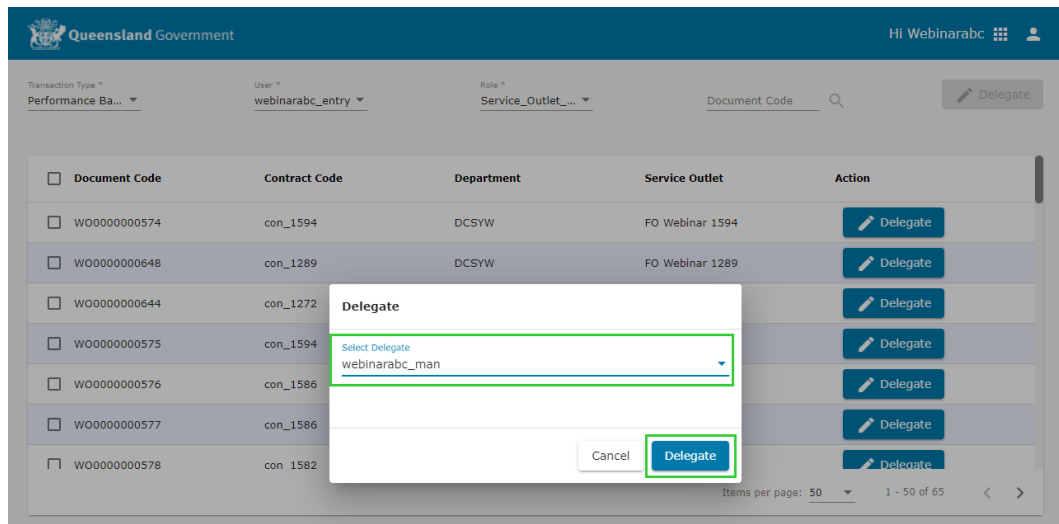 Queensland Government
Hi Webinarabc
Transaction Type * User * Role *
Performance Ba... webinarabc_entry Service_Outlet_... Document Code Delegate
Document Code Contract Code Department Service Outlet Action
WO0000000574 con_1594 DCSYW FO Webinar 1594 Delegate
WO0000000648 con_1289 DCSYW FO Webinar 1289 Delegate
WO0000000644 con_1272 Delegate
WO0000000575 con_1594 Delegate
WO0000000576 con_1586 Delegate
WO0000000577 con_1586 Delegate
WO0000000578 con_1582 Delegate
Delegate
Select Delegate
webinarabc_man
Cancel Delegate
Items per page: 50 1 - 50 of 65